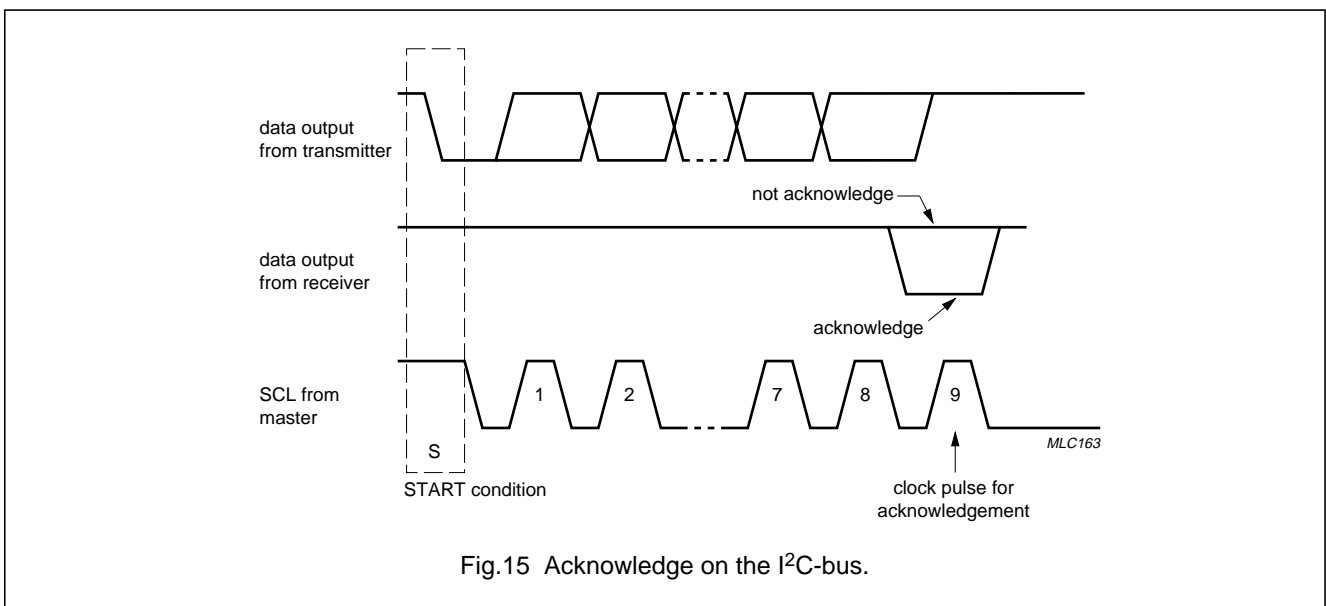 data output
from transmitter
not acknowledge
data output
from receiver
acknowledge
SCL from
master
1
2
7
8
9
MLC163
S
START condition
clock pulse for
acknowledgement
Fig.15 Acknowledge on the I²C-bus.